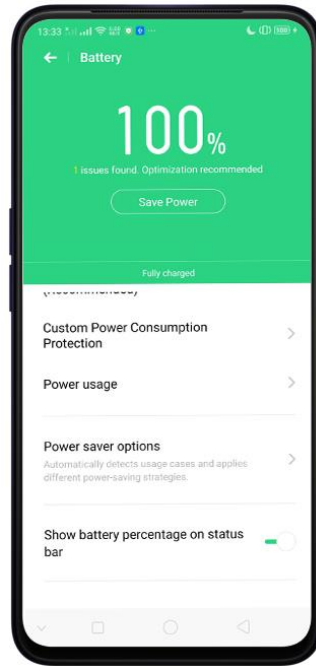 13:33
Battery
100%
1 issues found. Optimization recommended
Save Power
Fully charged
Custom Power Consumption
Protection
Power usage
Power saver options
Automatically detects usage cases and applies
different power-saving strategies.
Show battery percentage on status
bar